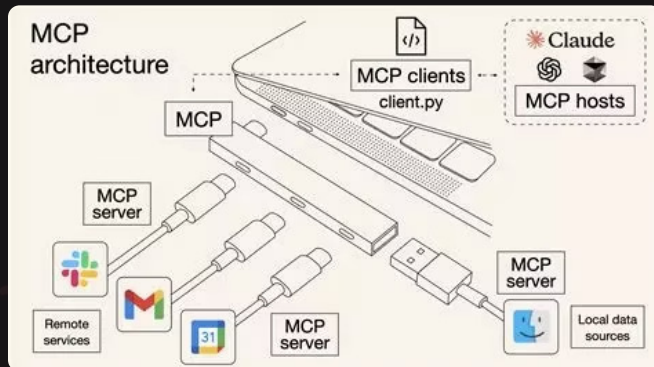 MCP
architecture
MCP clients
client.py
Claude
MCP hosts
MCP
MCP
server
MCP
server
31
MCP
server
Remote
services
Local data
sources